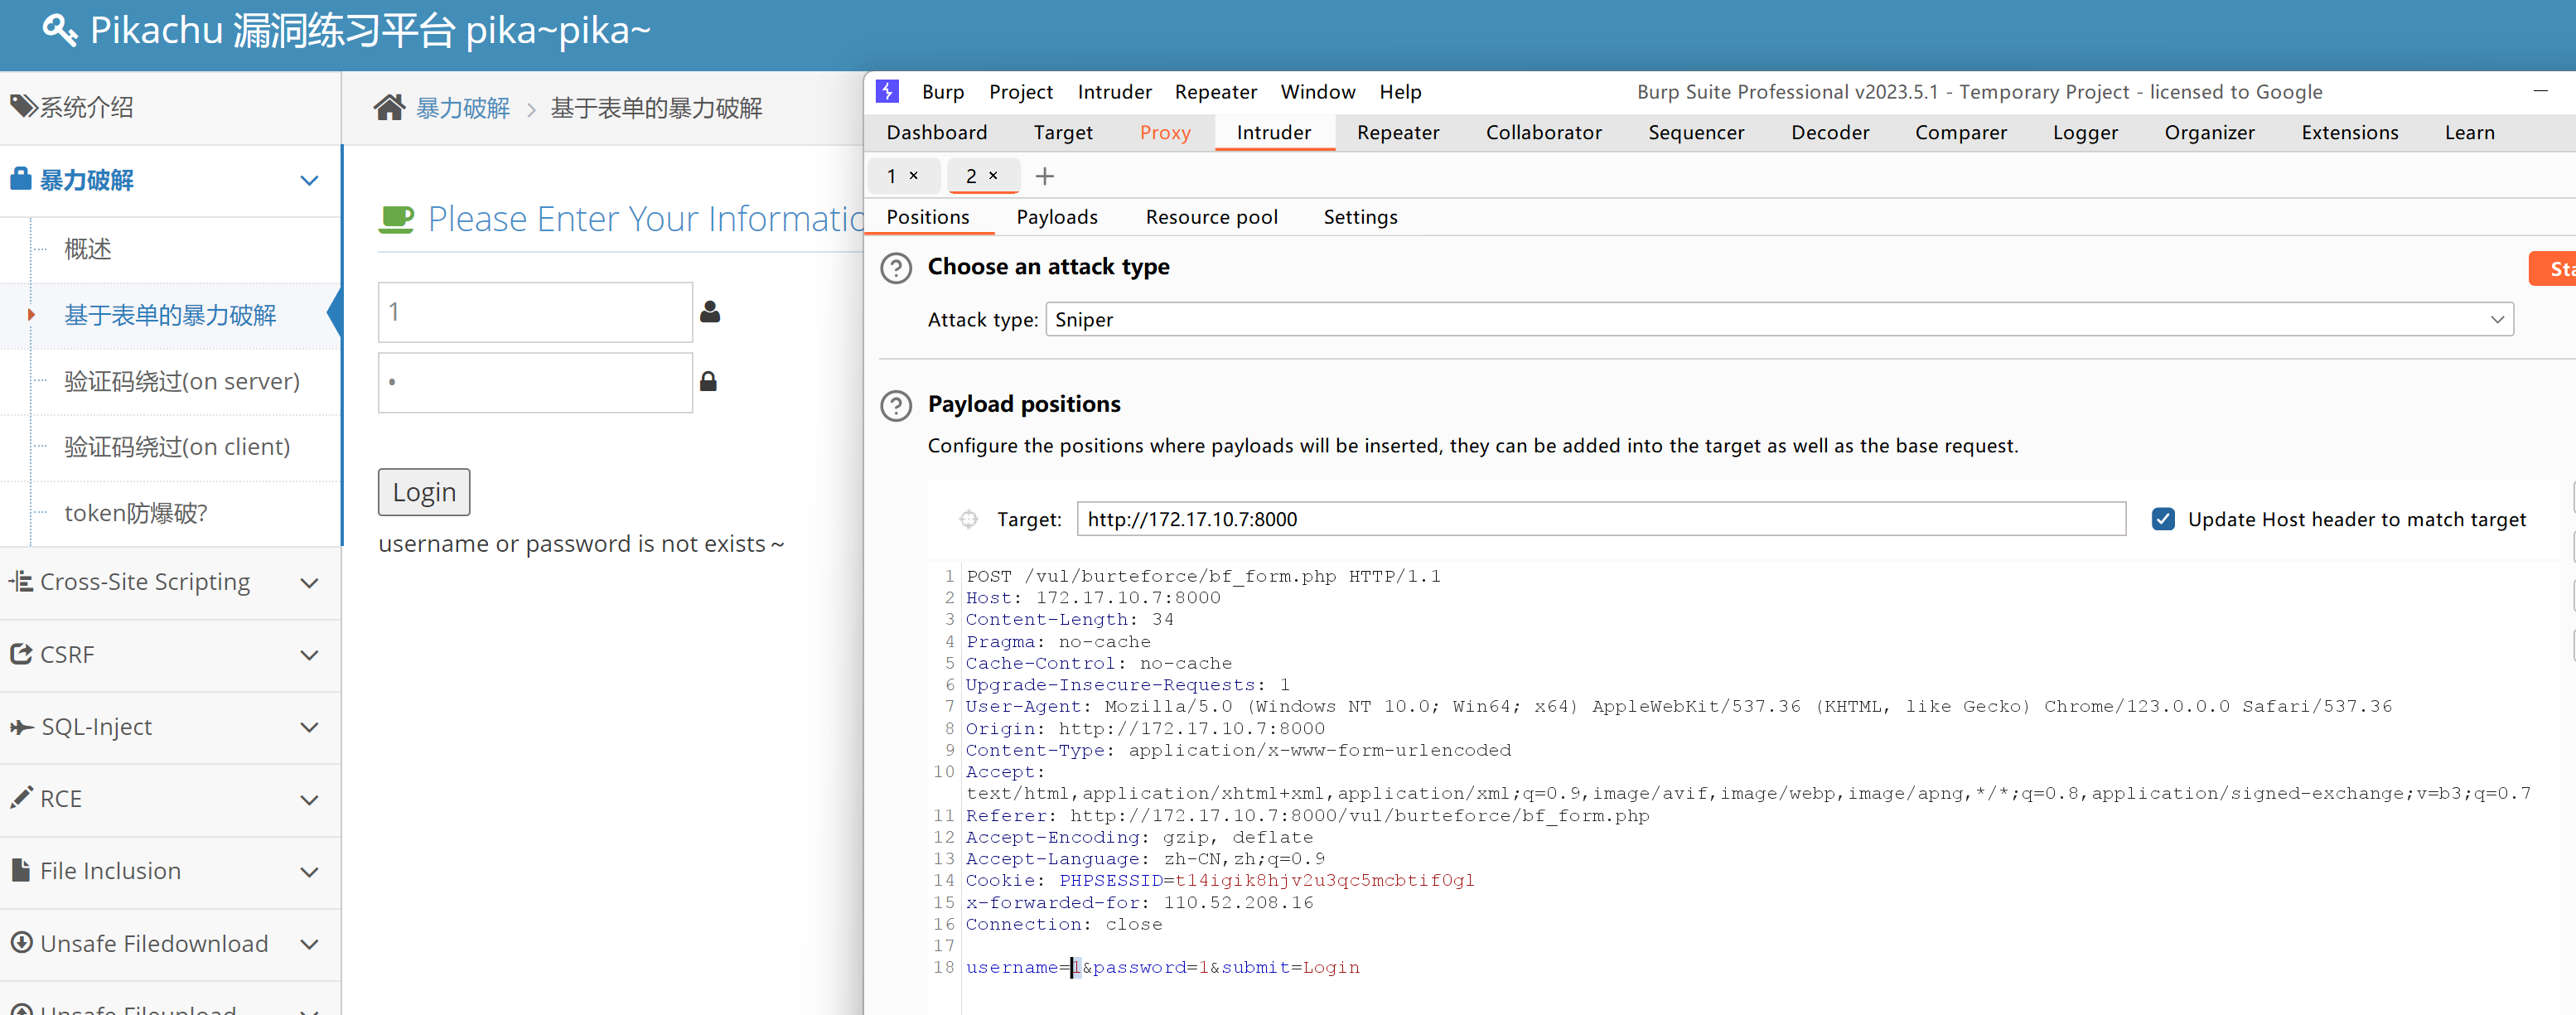 Pikachu 漏洞练习平台 pika~pika~
系统介绍
暴力破解
概述
基于表单的暴力破解
验证码绕过(on server)
验证码绕过(on client)
token防爆破?
Cross-Site Scripting
CSRF
SQL-Inject
RCE
File Inclusion
Unsafe Filedownload
Unsafe Fileupload
暴力破解 > 基于表单的暴力破解
Please Enter Your Informatio
1
Login
username or password is not exists～
Burp Project Intruder Repeater Window Help
Burp Suite Professional v2023.5.1 - Temporary Project - licensed to Google
Dashboard Target Proxy Intruder Repeater Collaborator Sequencer Decoder Comparer Logger Organizer Extensions Learn
1 × 2 × +
Positions Payloads Resource pool Settings
Choose an attack type
Sta
Attack type: Sniper
Payload positions
Configure the positions where payloads will be inserted, they can be added into the target as well as the base request.
Target: http://172.17.10.7:8000 Update Host header to match target
1 POST /vul/burteforce/bf_form.php HTTP/1.1
2 Host: 172.17.10.7:8000
3 Content-Length: 34
4 Pragma: no-cache
5 Cache-Control: no-cache
6 Upgrade-Insecure-Requests: 1
7 User-Agent: Mozilla/5.0 (Windows NT 10.0; Win64; x64) AppleWebKit/537.36 (KHTML, like Gecko) Chrome/123.0.0.0 Safari/537.36
8 Origin: http://172.17.10.7:8000
9 Content-Type: application/x-www-form-urlencoded
10 Accept:
text/html,application/xhtml+xml,application/xml;q=0.9,image/avif,image/webp,image/apng,*/*;q=0.8,application/signed-exchange;v=b3;q=0.7
11 Referer: http://172.17.10.7:8000/vul/burteforce/bf_form.php
12 Accept-Encoding: gzip, deflate
13 Accept-Language: zh-CN,zh;q=0.9
14 Cookie: PHPSESSID=t14igik8hjv2u3qc5mcbtif0gl
15 x-forwarded-for: 110.52.208.16
16 Connection: close
17
18 username=1&password=1&submit=Login